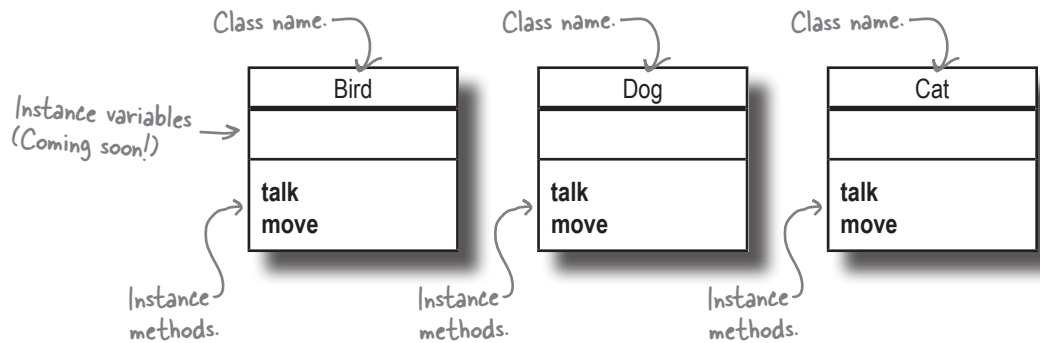 Class name.
Class name.
Class name.
Bird
Dog
Cat
Instance variables
(Coming soon!)
talk
move
talk
move
talk
move
Instance
methods.
Instance
methods.
Instance
methods.